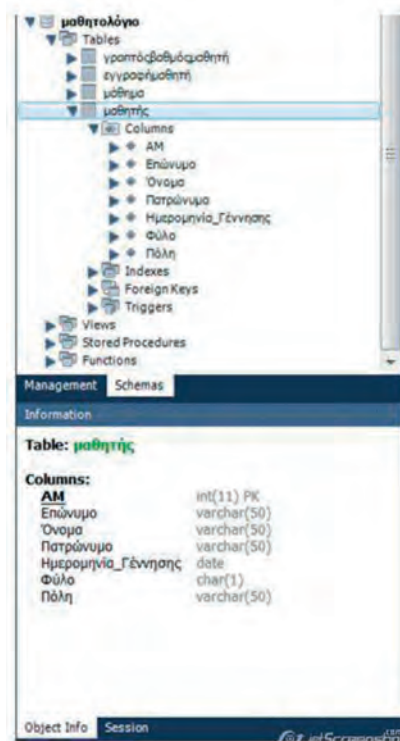 μαθητολόγιο
Tables
γραπτόςβαθμόςμαθητή
εγγραφήμαθητή
μάθημα
μαθητής
Columns
ΑΜ
Επώνυμο
Όνομα
Πατρώνυμο
Ημερομηνία_Γέννησης
Φύλο
Πόλη
Indexes
Foreign Keys
Triggers
Views
Stored Procedures
Functions
Management Schemas
Information
Table: μαθητής
Columns:
ΑΜ int(11) PK
Επώνυμο varchar(50)
Όνομα varchar(50)
Πατρώνυμο varchar(50)
Ημερομηνία_Γέννησης date
Φύλο char(1)
Πόλη varchar(50)
Object Info Session